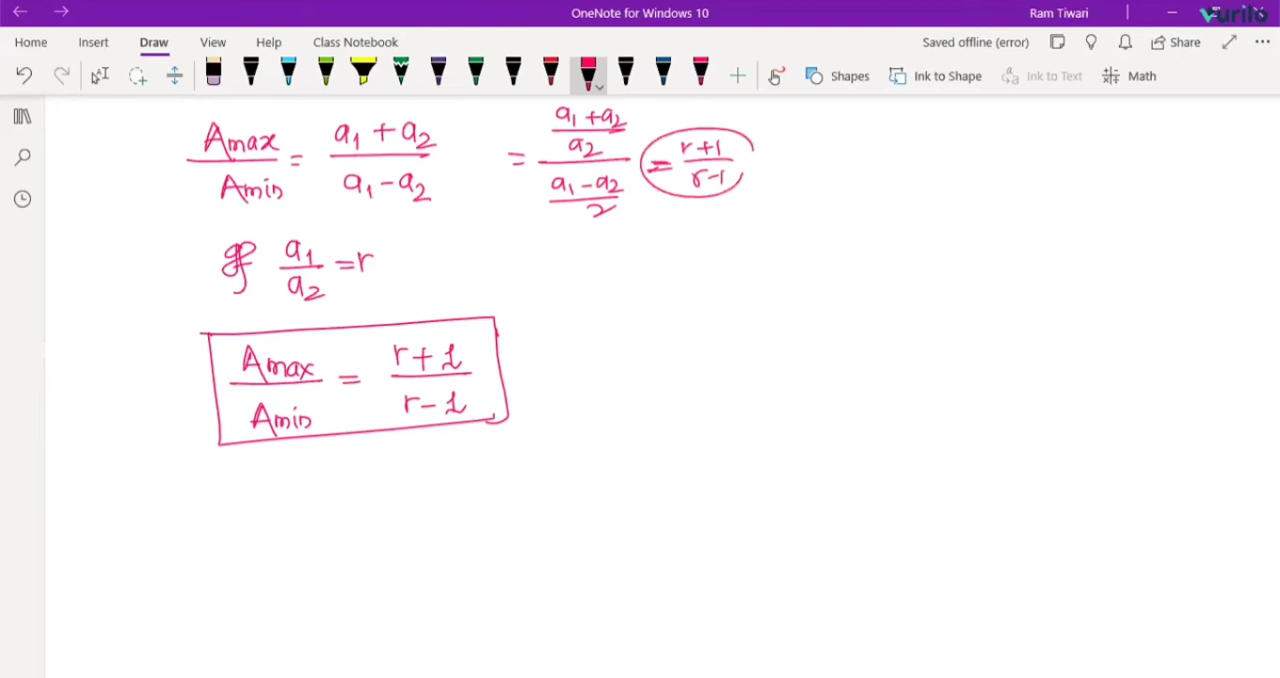 OneNote for Windows 10
Ram Tiwari
vurilo
Home Insert Draw View Help Class Notebook
Saved offline (error) Share
Shapes Ink to Shape Ink to Text Math
Amax/Amin = (a₁ + a₂)/(a₁ - a₂) = ((a₁ + a₂)/a₂)/((a₁ - a₂)/2) = (r+1)/(r-1)
If a₁/a₂ = r
Amax/Amin = (r+1)/(r-1)